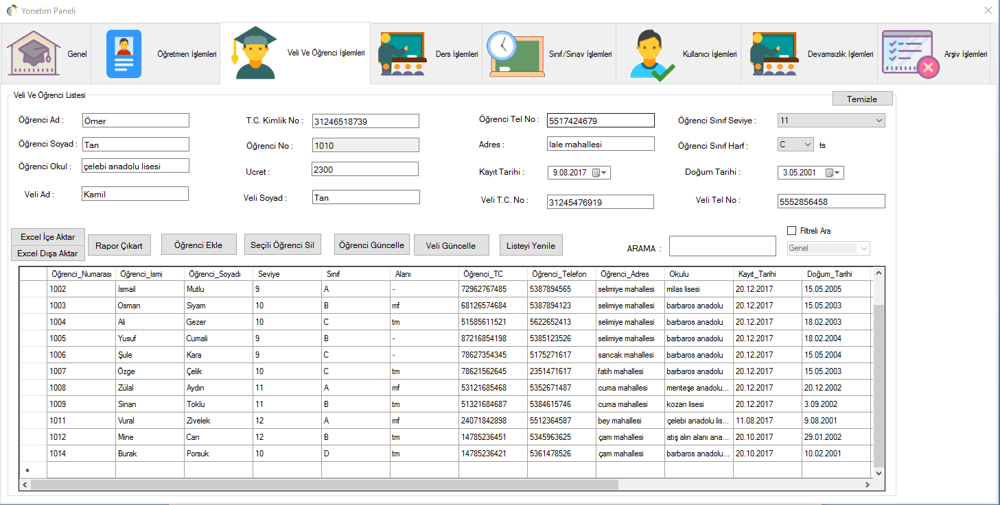 Yonetim Paneli
Genel
Öğretmen İşlemleri
Veli Ve Öğrenci İşlemleri
Ders İşlemleri
Sınıf/Sınav İşlemleri
Kullanıcı İşlemleri
Devamsızlık İşlemleri
Arşiv İşlemleri
Veli Ve Öğrenci Listesi
Temizle
Öğrenci Ad : Ömer T.C. Kimlik No : 31246518739 Öğrenci Tel No : 5517424679 Öğrenci Sınıf Seviye : 11
Öğrenci Soyad : Tan Öğrenci No : 1010 Adres : lale mahallesi Öğrenci Sınıf Harf : C ts
Öğrenci Okul : çelebi anadolu lisesi Ucret : 2300 Kayıt Tarihi : 9.08.2017 Doğum Tarihi : 3.05.2001
Veli Ad : Kamil Veli Soyad : Tan Veli T.C. No : 31245476919 Veli Tel No : 5552856458
Excel İçe Aktar
Excel Dışa Aktar
Rapor Çıkart
Öğrenci Ekle
Seçili Öğrenci Sil
Öğrenci Güncelle
Veli Güncelle
Listeyi Yenile
ARAMA :
Filtreli Ara
Genel
Öğrenci_Numarası Öğrenci_İsmi Öğrenci_Soyadı Seviye Sınıf Alanı Öğrenci_TC Öğrenci_Telefon Öğrenci_Adres Okulu Kayıt_Tarihi Doğum_Tarihi
1002 İsmail Mutlu 9 A - 72962767485 5387894565 selimiye mahallesi milas lisesi 20.12.2017 15.05.2005
1003 Osman Siyam 10 B mf 68126574684 5387894123 selimiye mahallesi barbaros anadolu 20.12.2017 15.05.2003
1004 Ali Gezer 10 C tm 51585611521 5622652413 selimiye mahallesi barbaros anadolu 20.12.2017 18.02.2003
1005 Yusuf Cumali 9 B - 87216854198 5385123526 selimiye mahallesi barbaros anadolu 20.12.2017 18.02.2004
1006 Şule Kara 9 C - 78627354345 5175271617 sancak mahallesi barbaros anadolu 20.12.2017 15.05.2004
1007 Özge Çelik 10 C tm 78621562645 2351471617 fatih mahallesi barbaros anadolu 20.12.2017 15.05.2003
1008 Zülal Aydın 11 A mf 53121685468 5352671487 cuma mahallesi menteşe anadolu... 20.12.2017 20.12.2002
1009 Sinan Toklu 11 B tm 51321684687 5384615746 cuma mahallesi kozan lisesi 20.12.2017 3.09.2002
1011 Vural Zivelek 12 A mf 24071842898 5512364587 bey mahallesi çelebi anadolu lis... 11.08.2017 9.08.2001
1012 Mine Can 12 B tm 14785236451 5345963625 çam mahallesi atış alın alanı ana... 20.10.2017 29.01.2002
1014 Burak Porsuk 10 D tm 14785236421 5361478526 çam mahallesi barbaros anadolu... 20.10.2017 10.02.2001
*